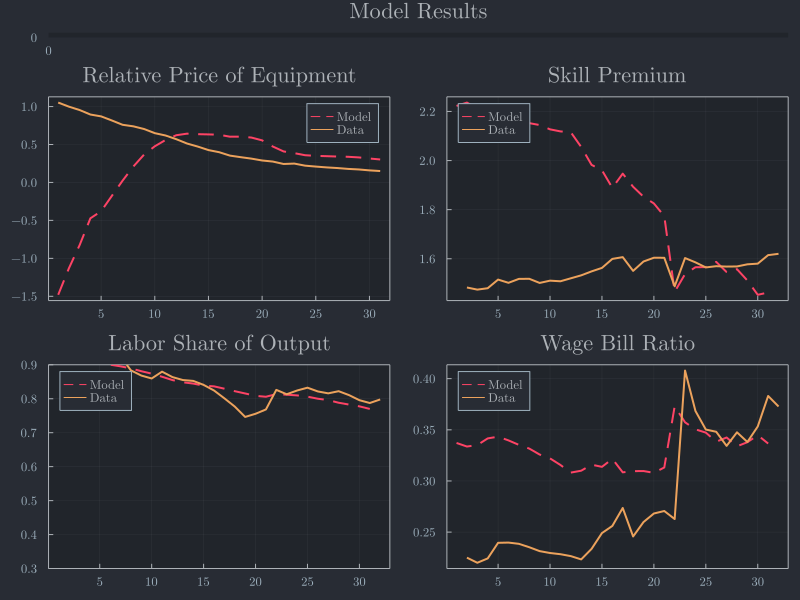 Model Results
0
0
Relative Price of Equipment
1.0
0.5
0.0
−0.5
−1.0
−1.5
5 10 15 20 25 30
Model
Data
Skill Premium
2.2
2.0
1.8
1.6
5 10 15 20 25 30
Model
Data
Labor Share of Output
0.9
0.8
0.7
0.6
0.5
0.4
0.3
5 10 15 20 25 30
Model
Data
Wage Bill Ratio
0.40
0.35
0.30
0.25
5 10 15 20 25 30
Model
Data